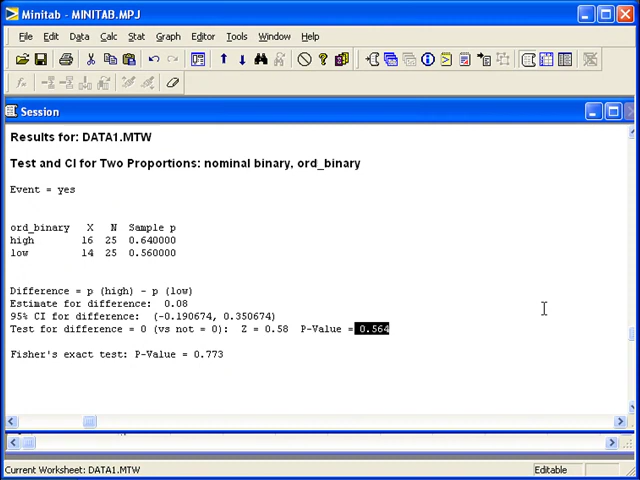 Minitab - MINITAB.MPJ
File Edit Data Calc Stat Graph Editor Tools Window Help
Session
Results for: DATA1.MTW
Test and CI for Two Proportions: nominal binary, ord_binary
Event = yes
ord_binary X N Sample p
high 16 25 0.640000
low 14 25 0.560000
Difference = p (high) - p (low)
Estimate for difference: 0.08
95% CI for difference: (-0.190674, 0.350674)
Test for difference = 0 (vs not = 0): Z = 0.58 P-Value = 0.564
Fisher's exact test: P-Value = 0.773
Current Worksheet: DATA1.MTW Editable